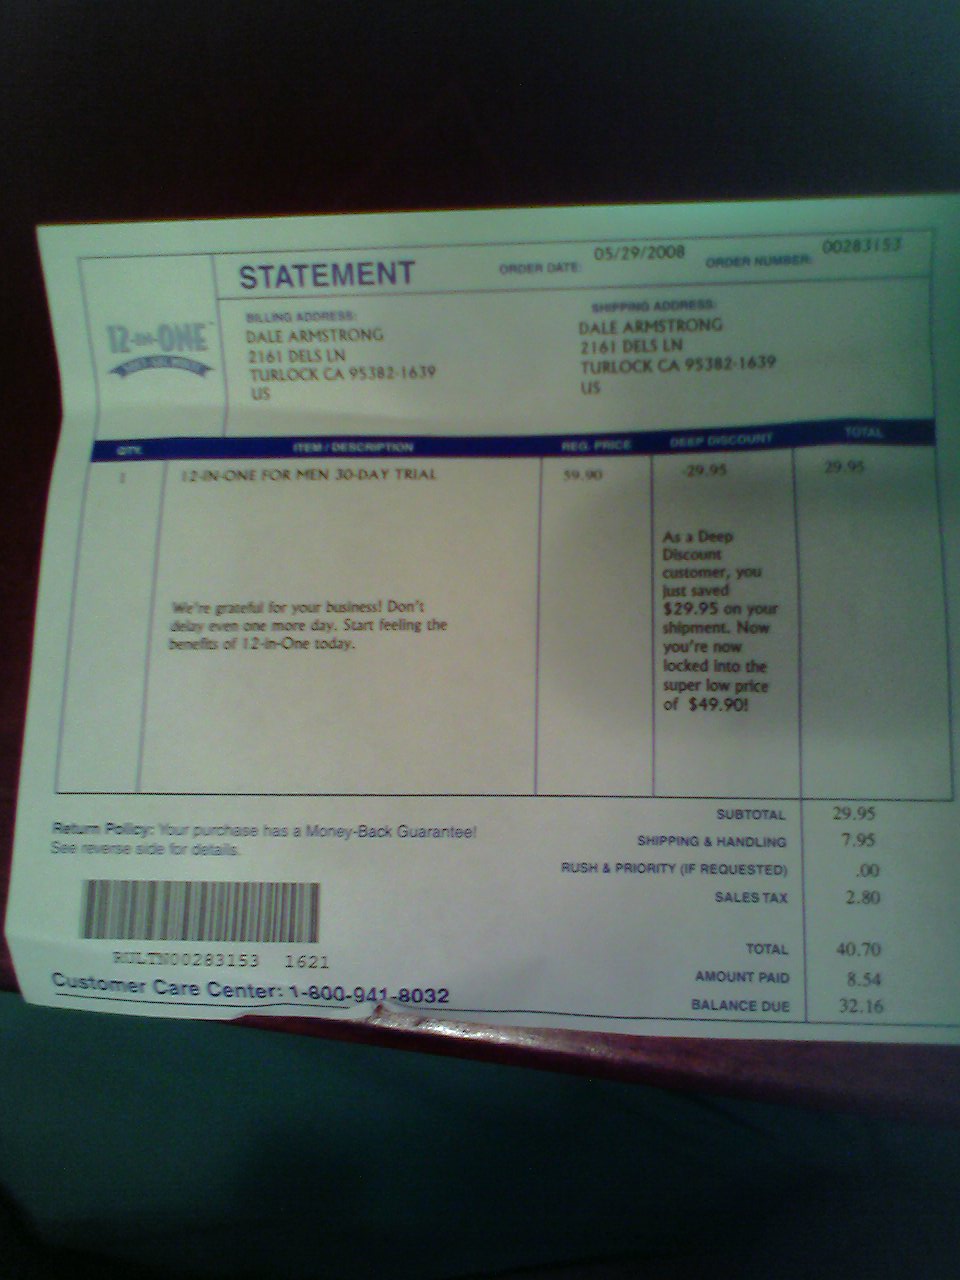 STATEMENT
ORDER DATE: 05/29/2008 ORDER NUMBER: 00283153
12-IN-ONE
BILLING ADDRESS:
DALE ARMSTRONG
2161 DELS LN
TURLOCK CA 95382-1639
US
SHIPPING ADDRESS:
DALE ARMSTRONG
2161 DELS LN
TURLOCK CA 95382-1639
US
QTY. ITEM / DESCRIPTION REG. PRICE DEEP DISCOUNT TOTAL
1 12-IN-ONE FOR MEN 30-DAY TRIAL 59.90 -29.95 29.95
We're grateful for your business! Don't
delay even one more day. Start feeling the
benefits of 12-in-One today.
As a Deep
Discount
customer, you
just saved
$29.95 on your
shipment. Now
you're now
locked into the
super low price
of $49.90!
Return Policy: Your purchase has a Money-Back Guarantee!
See reverse side for details.
RULTN00283153 1621
Customer Care Center: 1-800-941-8032
SUBTOTAL 29.95
SHIPPING & HANDLING 7.95
RUSH & PRIORITY (IF REQUESTED) .00
SALES TAX 2.80
TOTAL 40.70
AMOUNT PAID 8.54
BALANCE DUE 32.16